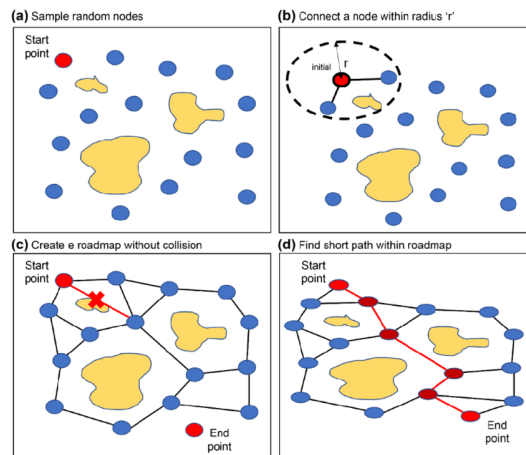 (a) Sample random nodes
Start
point
(b) Connect a node within radius ‘r’
initial
r
(c) Create e roadmap without collision
Start
point
End
point
(d) Find short path within roadmap
Start
point
End
point